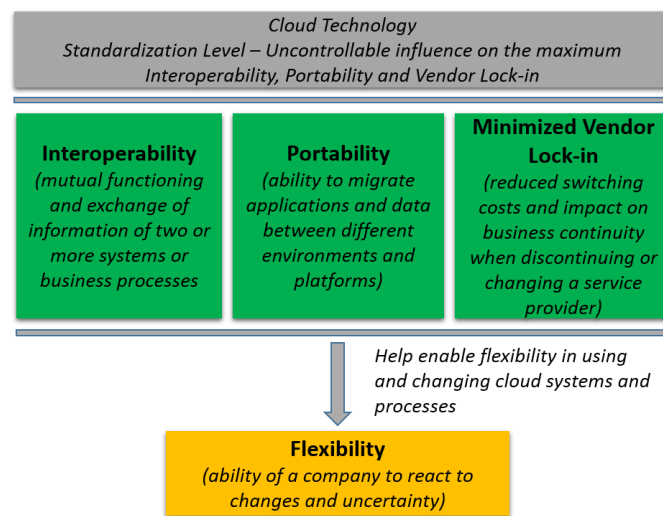 Cloud Technology
Standardization Level – Uncontrollable influence on the maximum
Interoperability, Portability and Vendor Lock-in
Interoperability
(mutual functioning
and exchange of
information of two or
more systems or
business processes
Portability
(ability to migrate
applications and data
between different
environments and
platforms)
Minimized Vendor
Lock-in
(reduced switching
costs and impact on
business continuity
when discontinuing or
changing a service
provider)
Help enable flexibility in using
and changing cloud systems and
processes
Flexibility
(ability of a company to react to
changes and uncertainty)